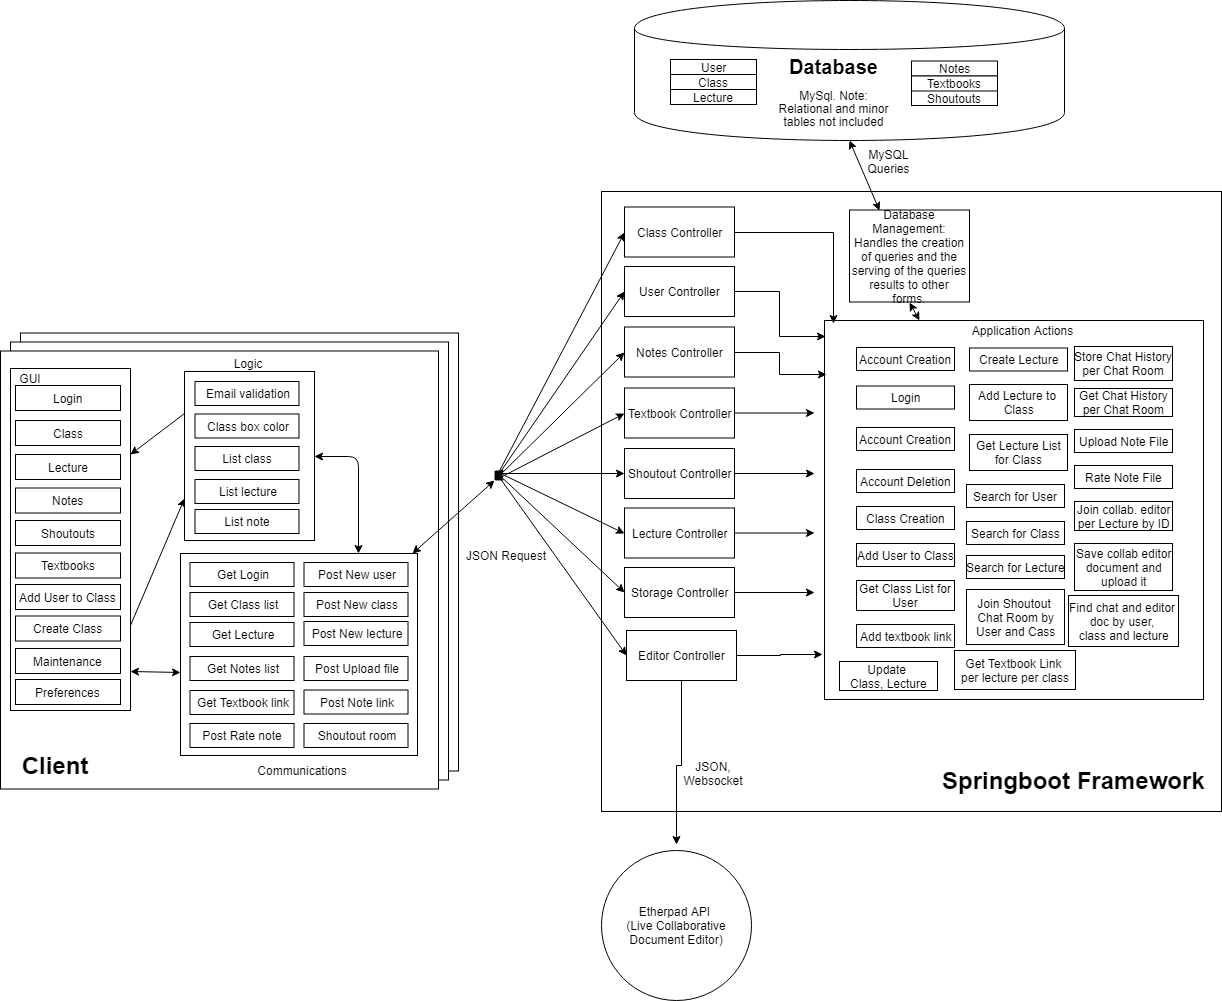 User
Class
Lecture
Database
MySql. Note:
Relational and minor
tables not included
Notes
Textbooks
Shoutouts
MySQL
Queries
Class Controller
User Controller
Notes Controller
Textbook Controller
Shoutout Controller
Lecture Controller
Storage Controller
Editor Controller
Database
Management:
Handles the creation
of queries and the
serving of the queries
results to other
forms.
Application Actions
Account Creation
Login
Account Creation
Account Deletion
Class Creation
Add User to Class
Get Class List for
User
Add textbook link
Update
Class, Lecture
Create Lecture
Add Lecture to
Class
Get Lecture List
for Class
Search for User
Search for Class
Search for Lecture
Join Shoutout
Chat Room by
User and Cass
Get Textbook Link
per lecture per class
Store Chat History
per Chat Room
Get Chat History
per Chat Room
Upload Note File
Rate Note File
Join collab. editor
per Lecture by ID
Save collab editor
document and
upload it
Find chat and editor
doc by user,
class and lecture
Springboot Framework
GUI
Login
Class
Lecture
Notes
Shoutouts
Textbooks
Add User to Class
Create Class
Maintenance
Preferences
Logic
Email validation
Class box color
List class
List lecture
List note
Get Login
Get Class list
Get Lecture
Get Notes list
Get Textbook link
Post Rate note
Post New user
Post New class
Post New lecture
Post Upload file
Post Note link
Shoutout room
Communications
Client
JSON Request
JSON,
Websocket
Etherpad API
(Live Collaborative
Document Editor)